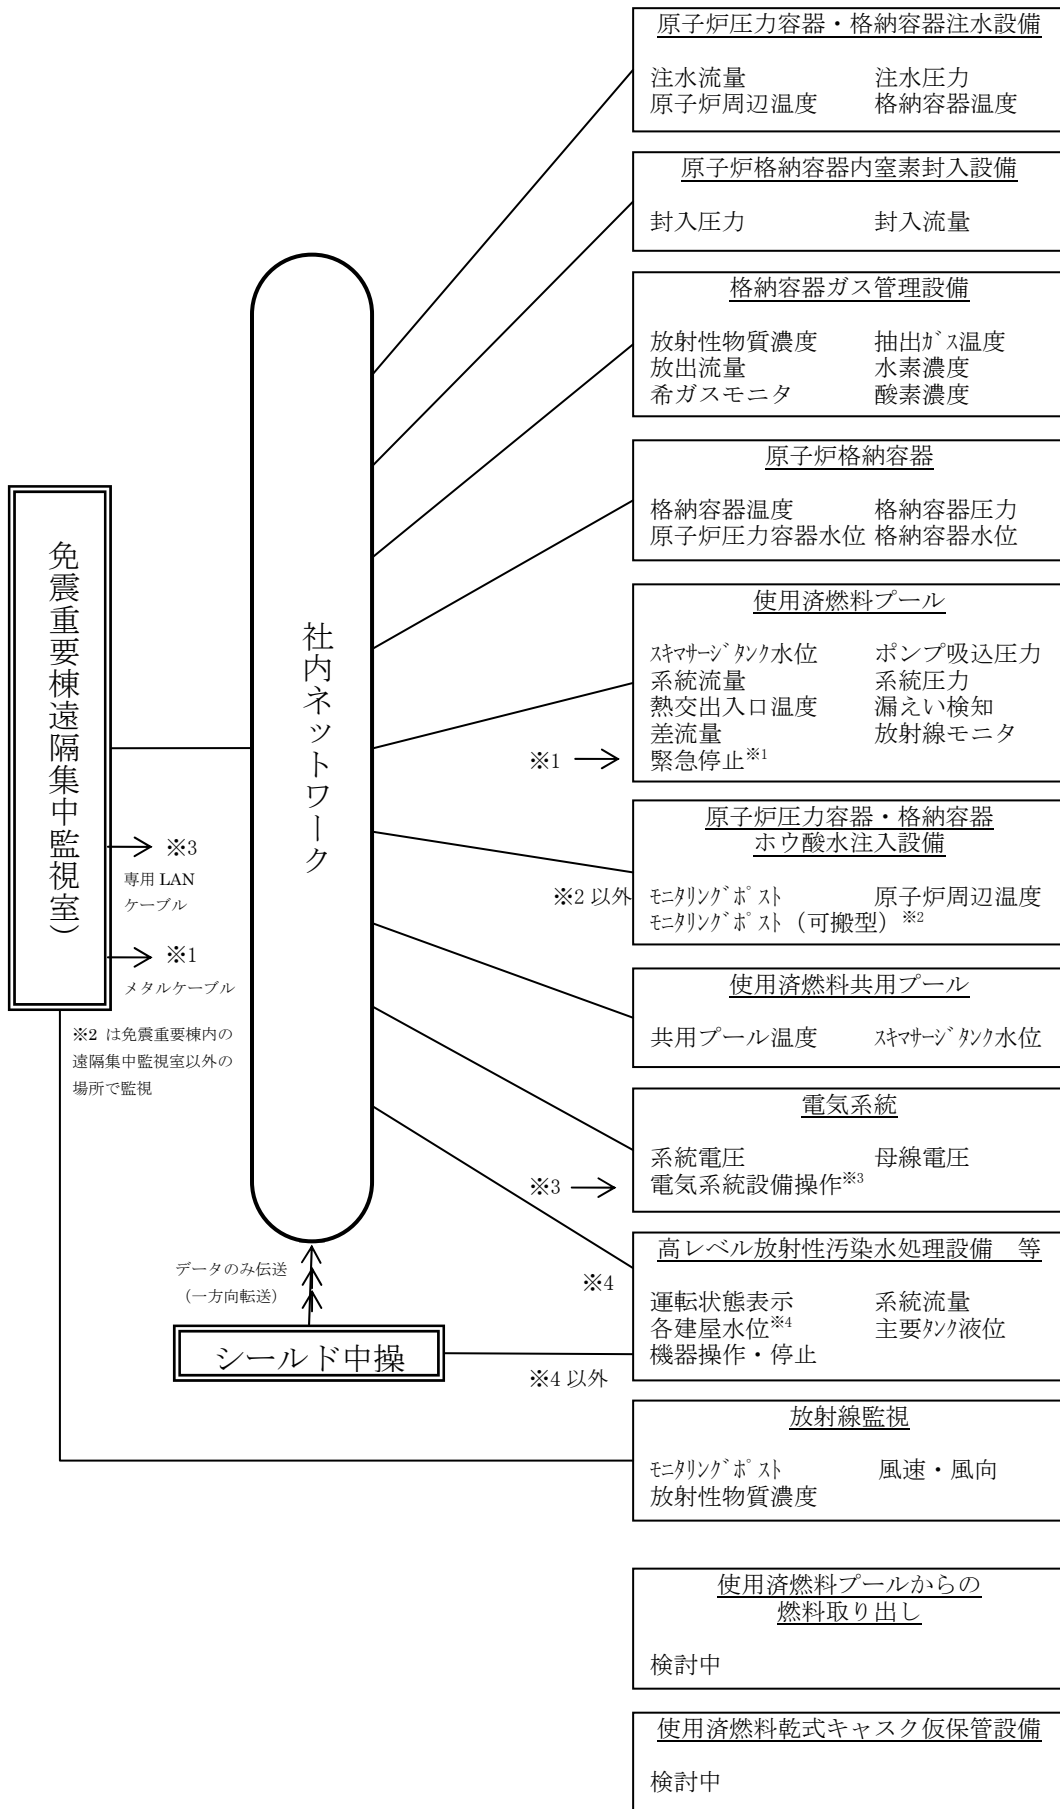 原子炉圧力容器・格納容器注水設備
注水流量 注水圧力
原子炉周辺温度 格納容器温度
原子炉格納容器内窒素封入設備
封入圧力 封入流量
格納容器ガス管理設備
放射性物質濃度 抽出ｶﾞｽ温度
放出流量 水素濃度
希ガスモニタ 酸素濃度
原子炉格納容器
格納容器温度 格納容器圧力
原子炉圧力容器水位 格納容器水位
使用済燃料プール
ｽｷﾏｻｰｼﾞﾀﾝｸ水位 ポンプ吸込圧力
系統流量 系統圧力
熱交出入口温度 漏えい検知
差流量 放射線モニタ
緊急停止※1
※1
原子炉圧力容器・格納容器
ホウ酸水注入設備
※2 以外
ﾓﾆﾀﾘﾝｸﾞﾎﾟｽﾄ 原子炉周辺温度
ﾓﾆﾀﾘﾝｸﾞﾎﾟｽﾄ（可搬型）※2
使用済燃料共用プール
共用プール温度 ｽｷﾏｻｰｼﾞﾀﾝｸ水位
電気系統
系統電圧 母線電圧
電気系統設備操作※3
※3
高レベル放射性汚染水処理設備　等
※4
運転状態表示 系統流量
各建屋水位※4 主要ﾀﾝｸ液位
機器操作・停止
※4 以外
放射線監視
ﾓﾆﾀﾘﾝｸﾞﾎﾟｽﾄ 風速・風向
放射性物質濃度
使用済燃料プールからの
燃料取り出し
検討中
使用済燃料乾式キャスク仮保管設備
検討中
社内ネットワーク
免震重要棟遠隔集中監視室）
※3
専用 LAN
ケーブル
※1
メタルケーブル
※2 は免震重要棟内の
遠隔集中監視室以外の
場所で監視
データのみ伝送
（一方向転送）
シールド中操